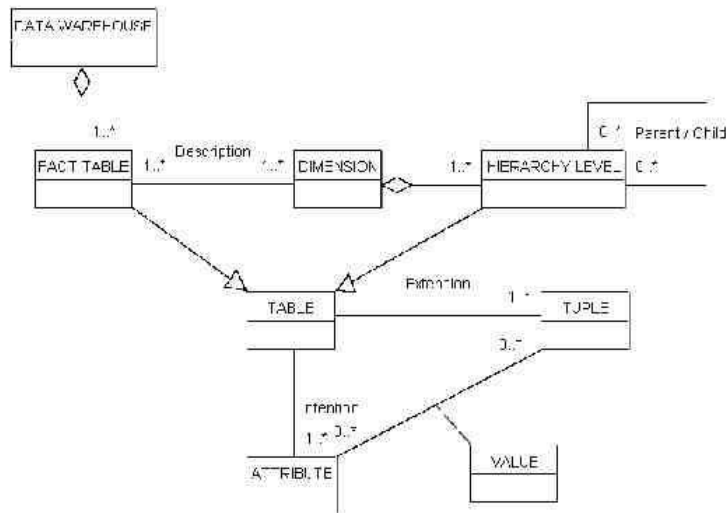 DATA WAREHOUSE
1..*
0..*
Parent / Child
FACT TABLE
1..*
Description
1..*
DIMENSION
1..*
HIERARCHY LEVEL
0..*
Extention
TABLE
1..*
TUPLE
0..*
Intention
1..*
0..*
ATTRIBUTE
VALUE